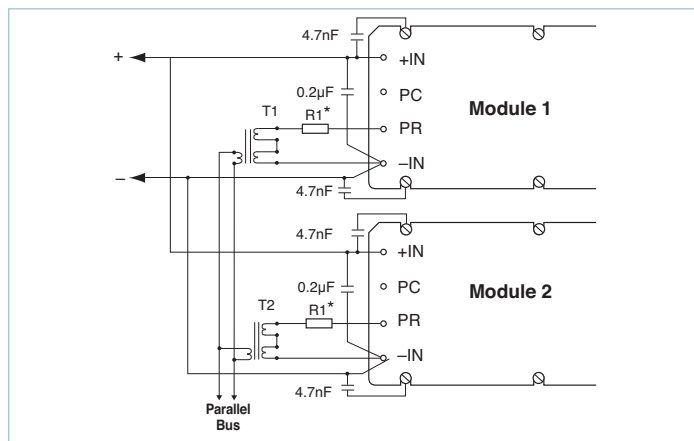 4.7nF
+IN
+
0.2µF
PC
Module 1
T1
R1*
PR
–IN
–
4.7nF
4.7nF
+IN
0.2µF
PC
Module 2
T2
R1*
PR
–IN
4.7nF
Parallel
Bus